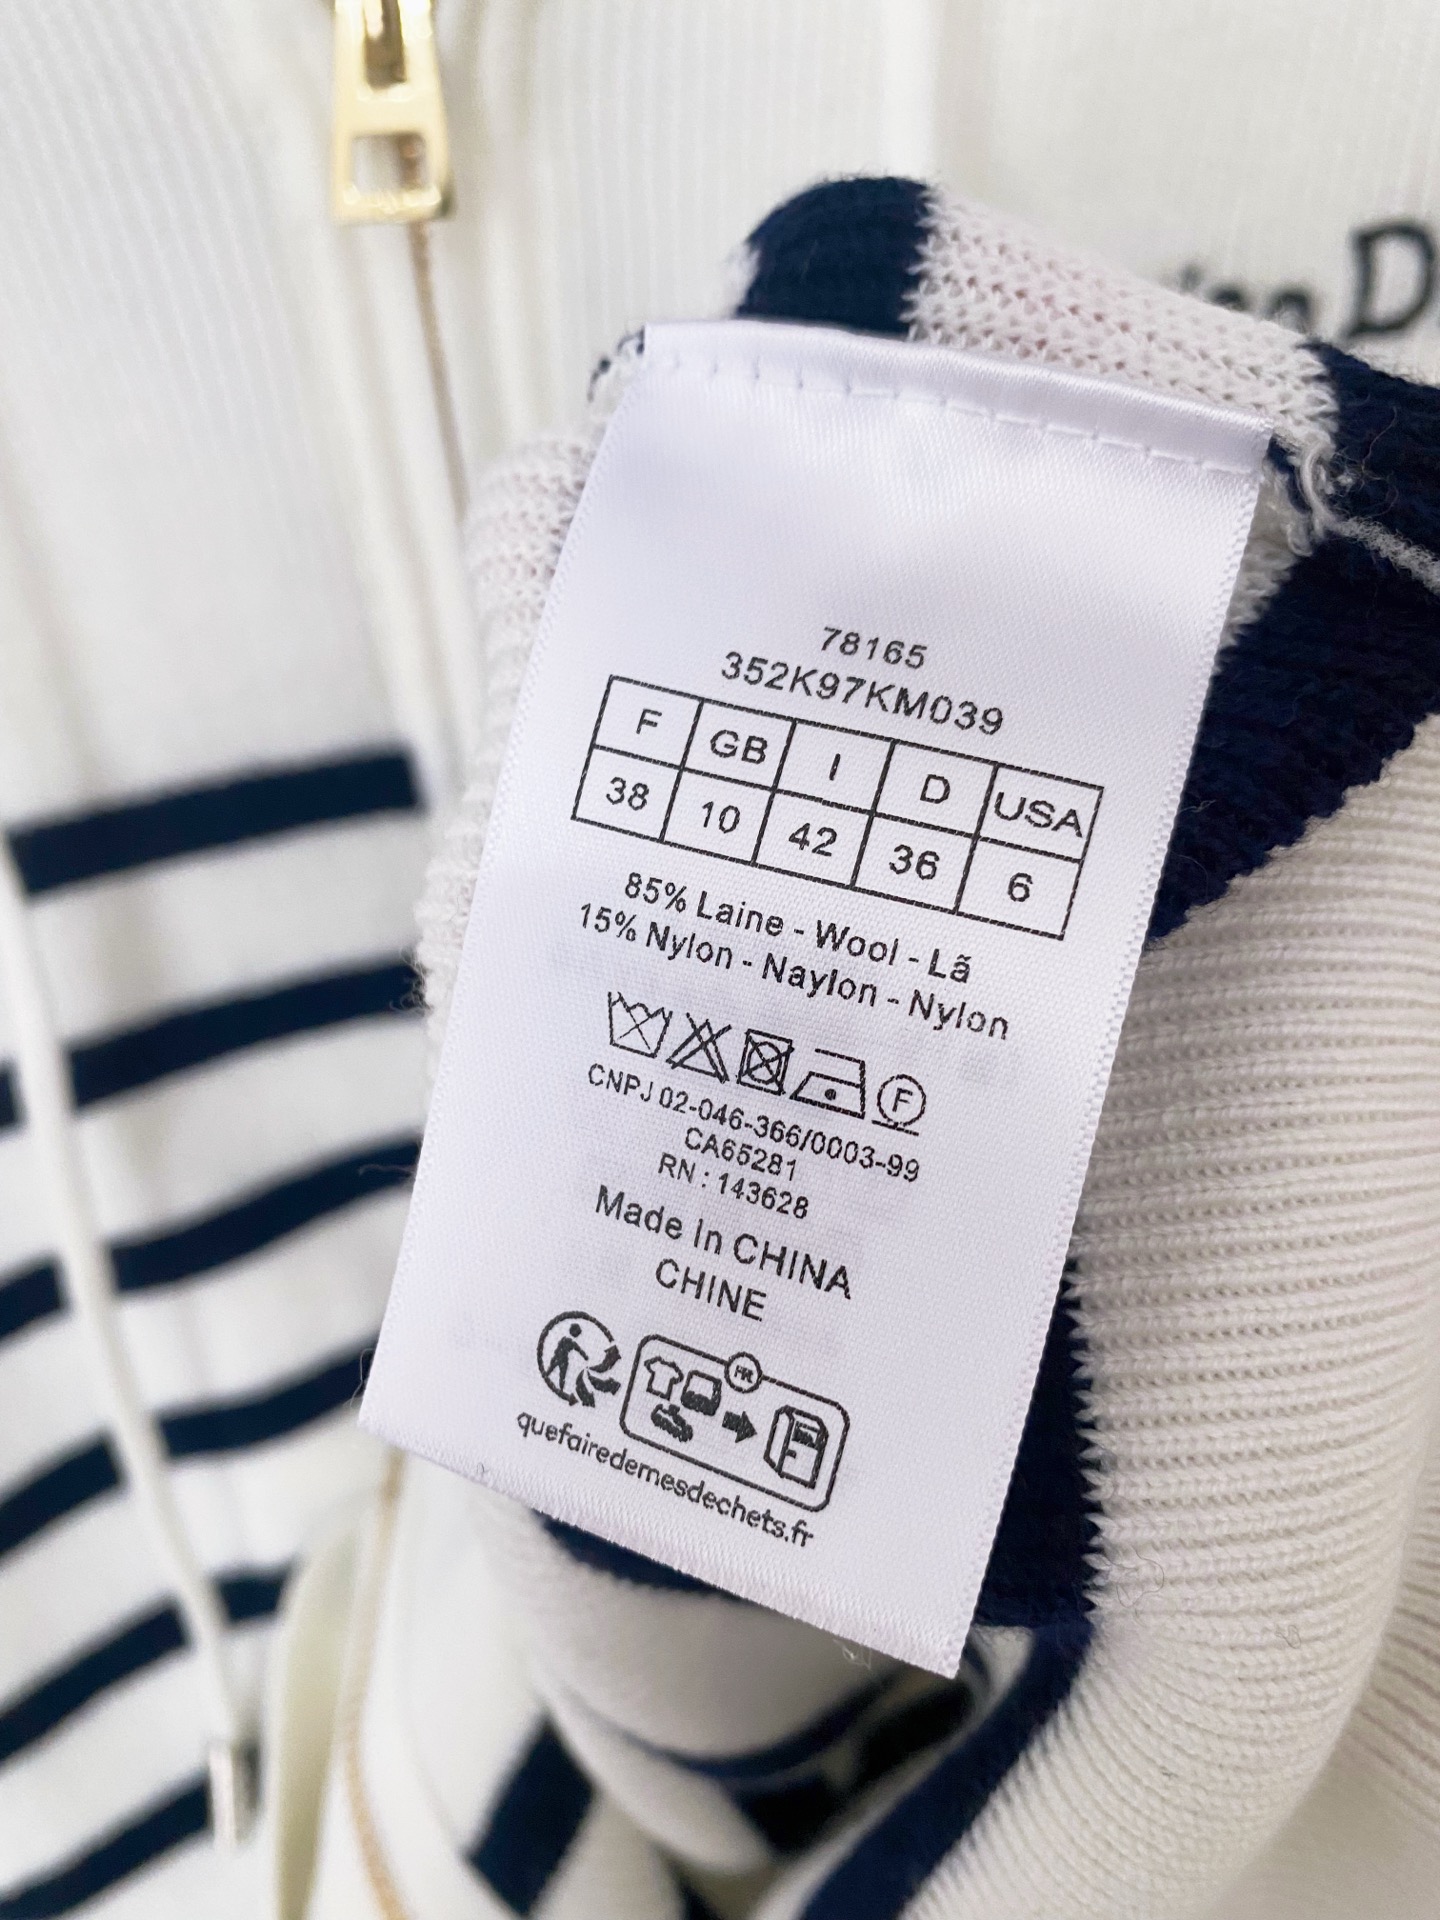 78165
352K97KM039
F GB I D USA
38 10 42 36 6
85% Laine - Wool - Lã
15% Nylon - Naylon - Nylon
F
CNPJ 02-046-366/0003-99
CA65281
RN : 143628
Made In CHINA
CHINE
FR
quefairedemesdechets.fr